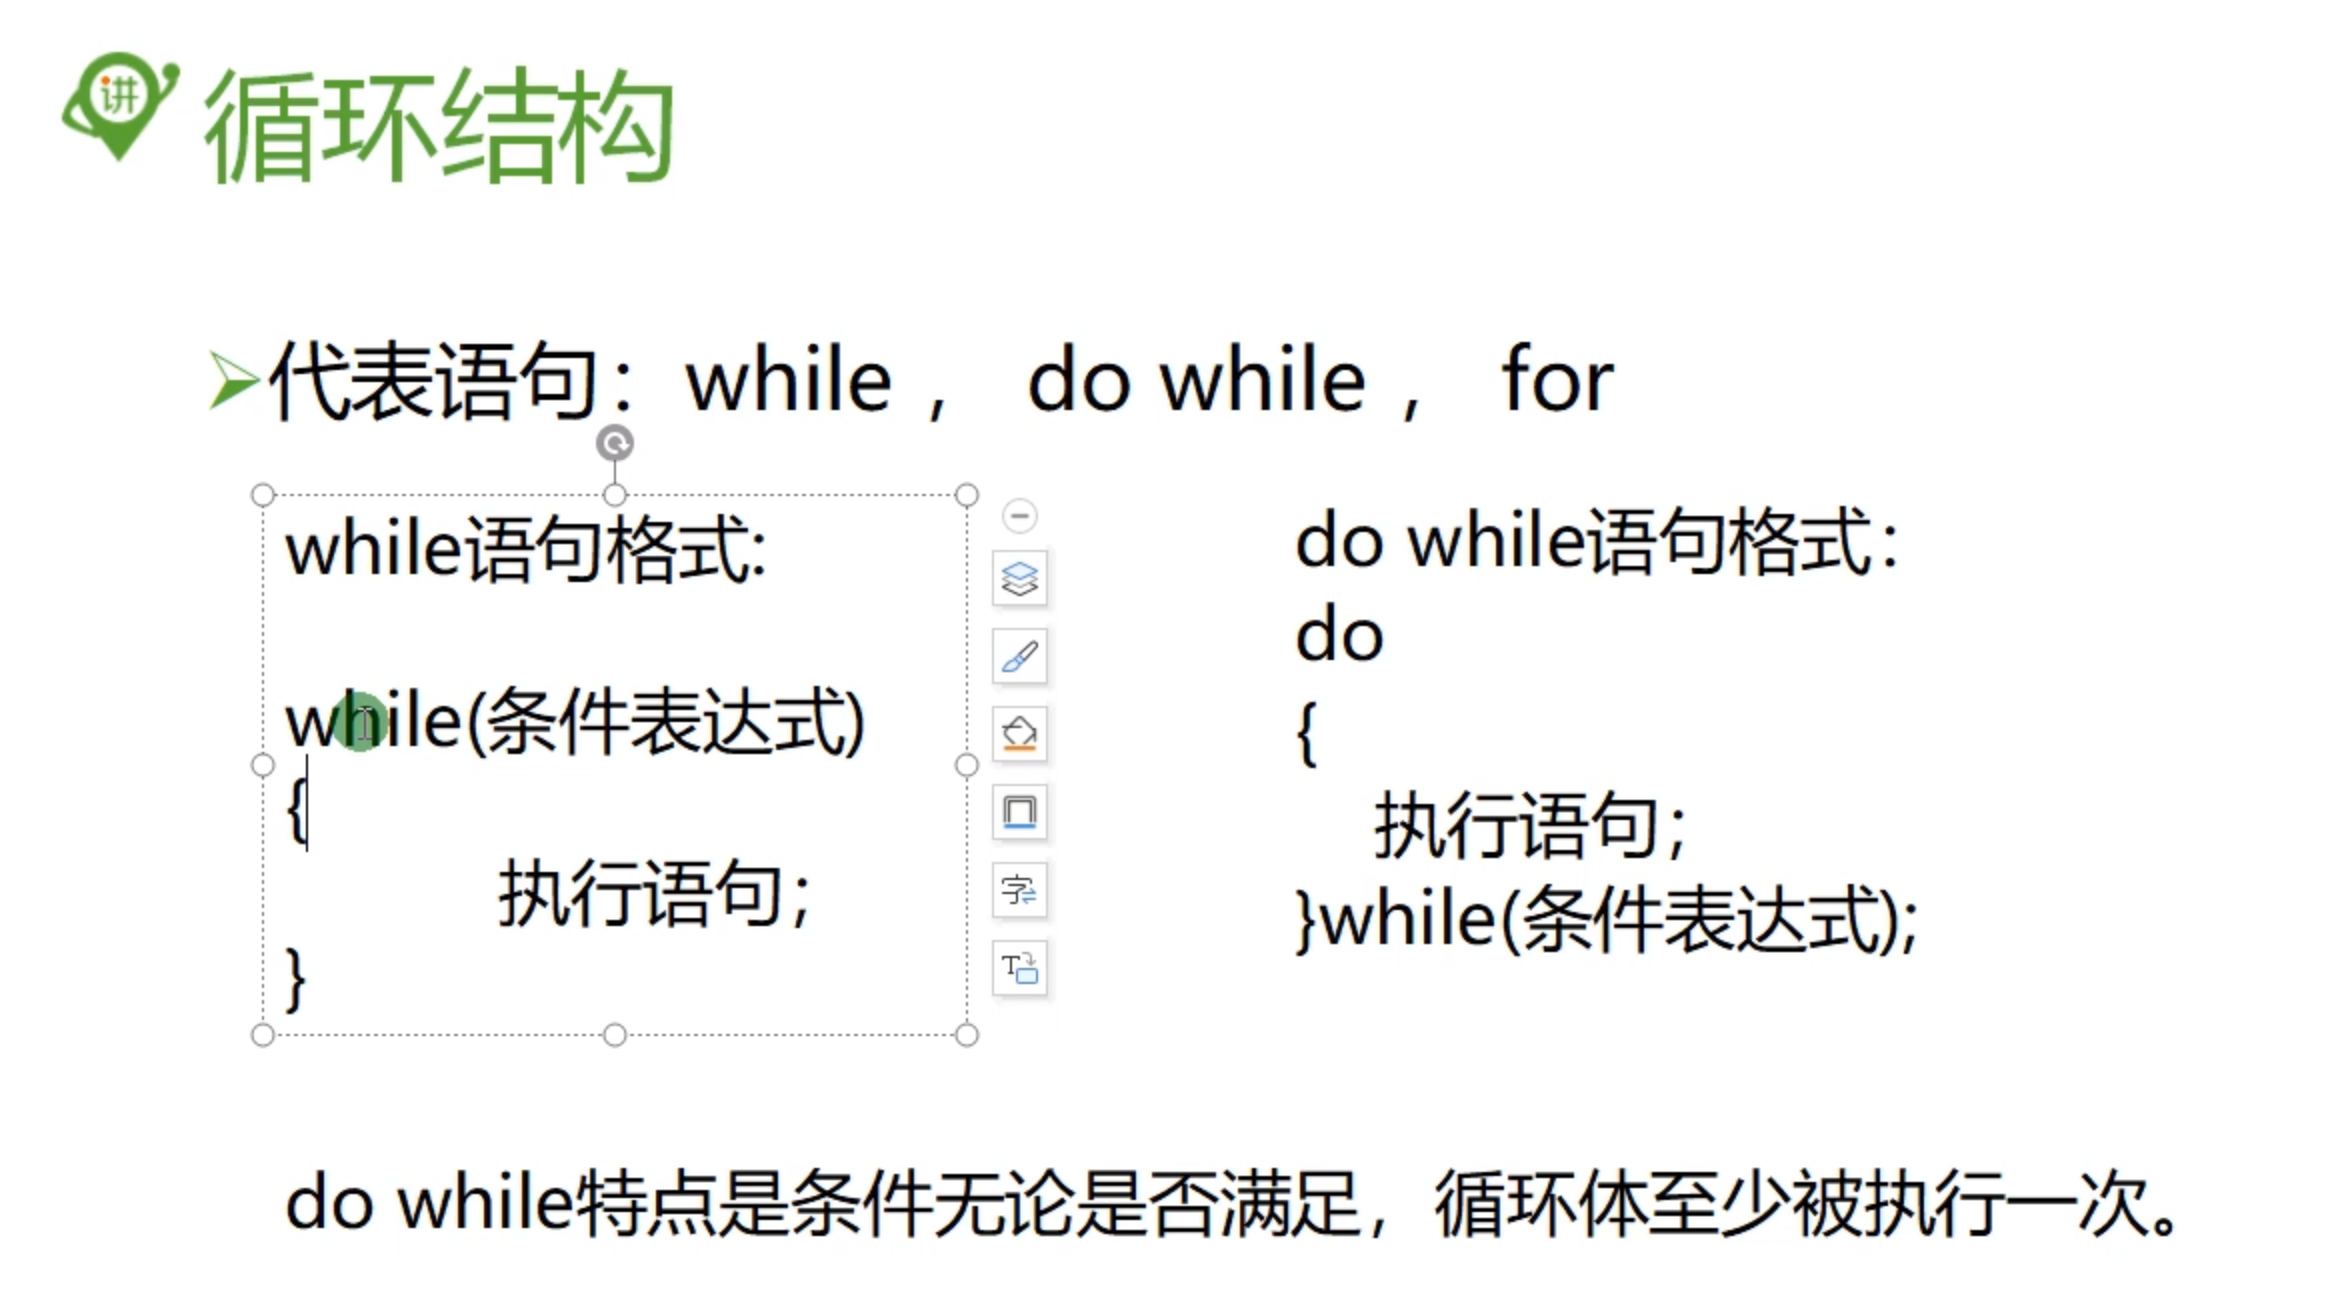 讲
循环结构
代表语句：while ， do while ， for
while语句格式:
while(条件表达式)
{
执行语句；
}
do while语句格式：
do
{
执行语句；
}while(条件表达式);
do while特点是条件无论是否满足，循环体至少被执行一次。